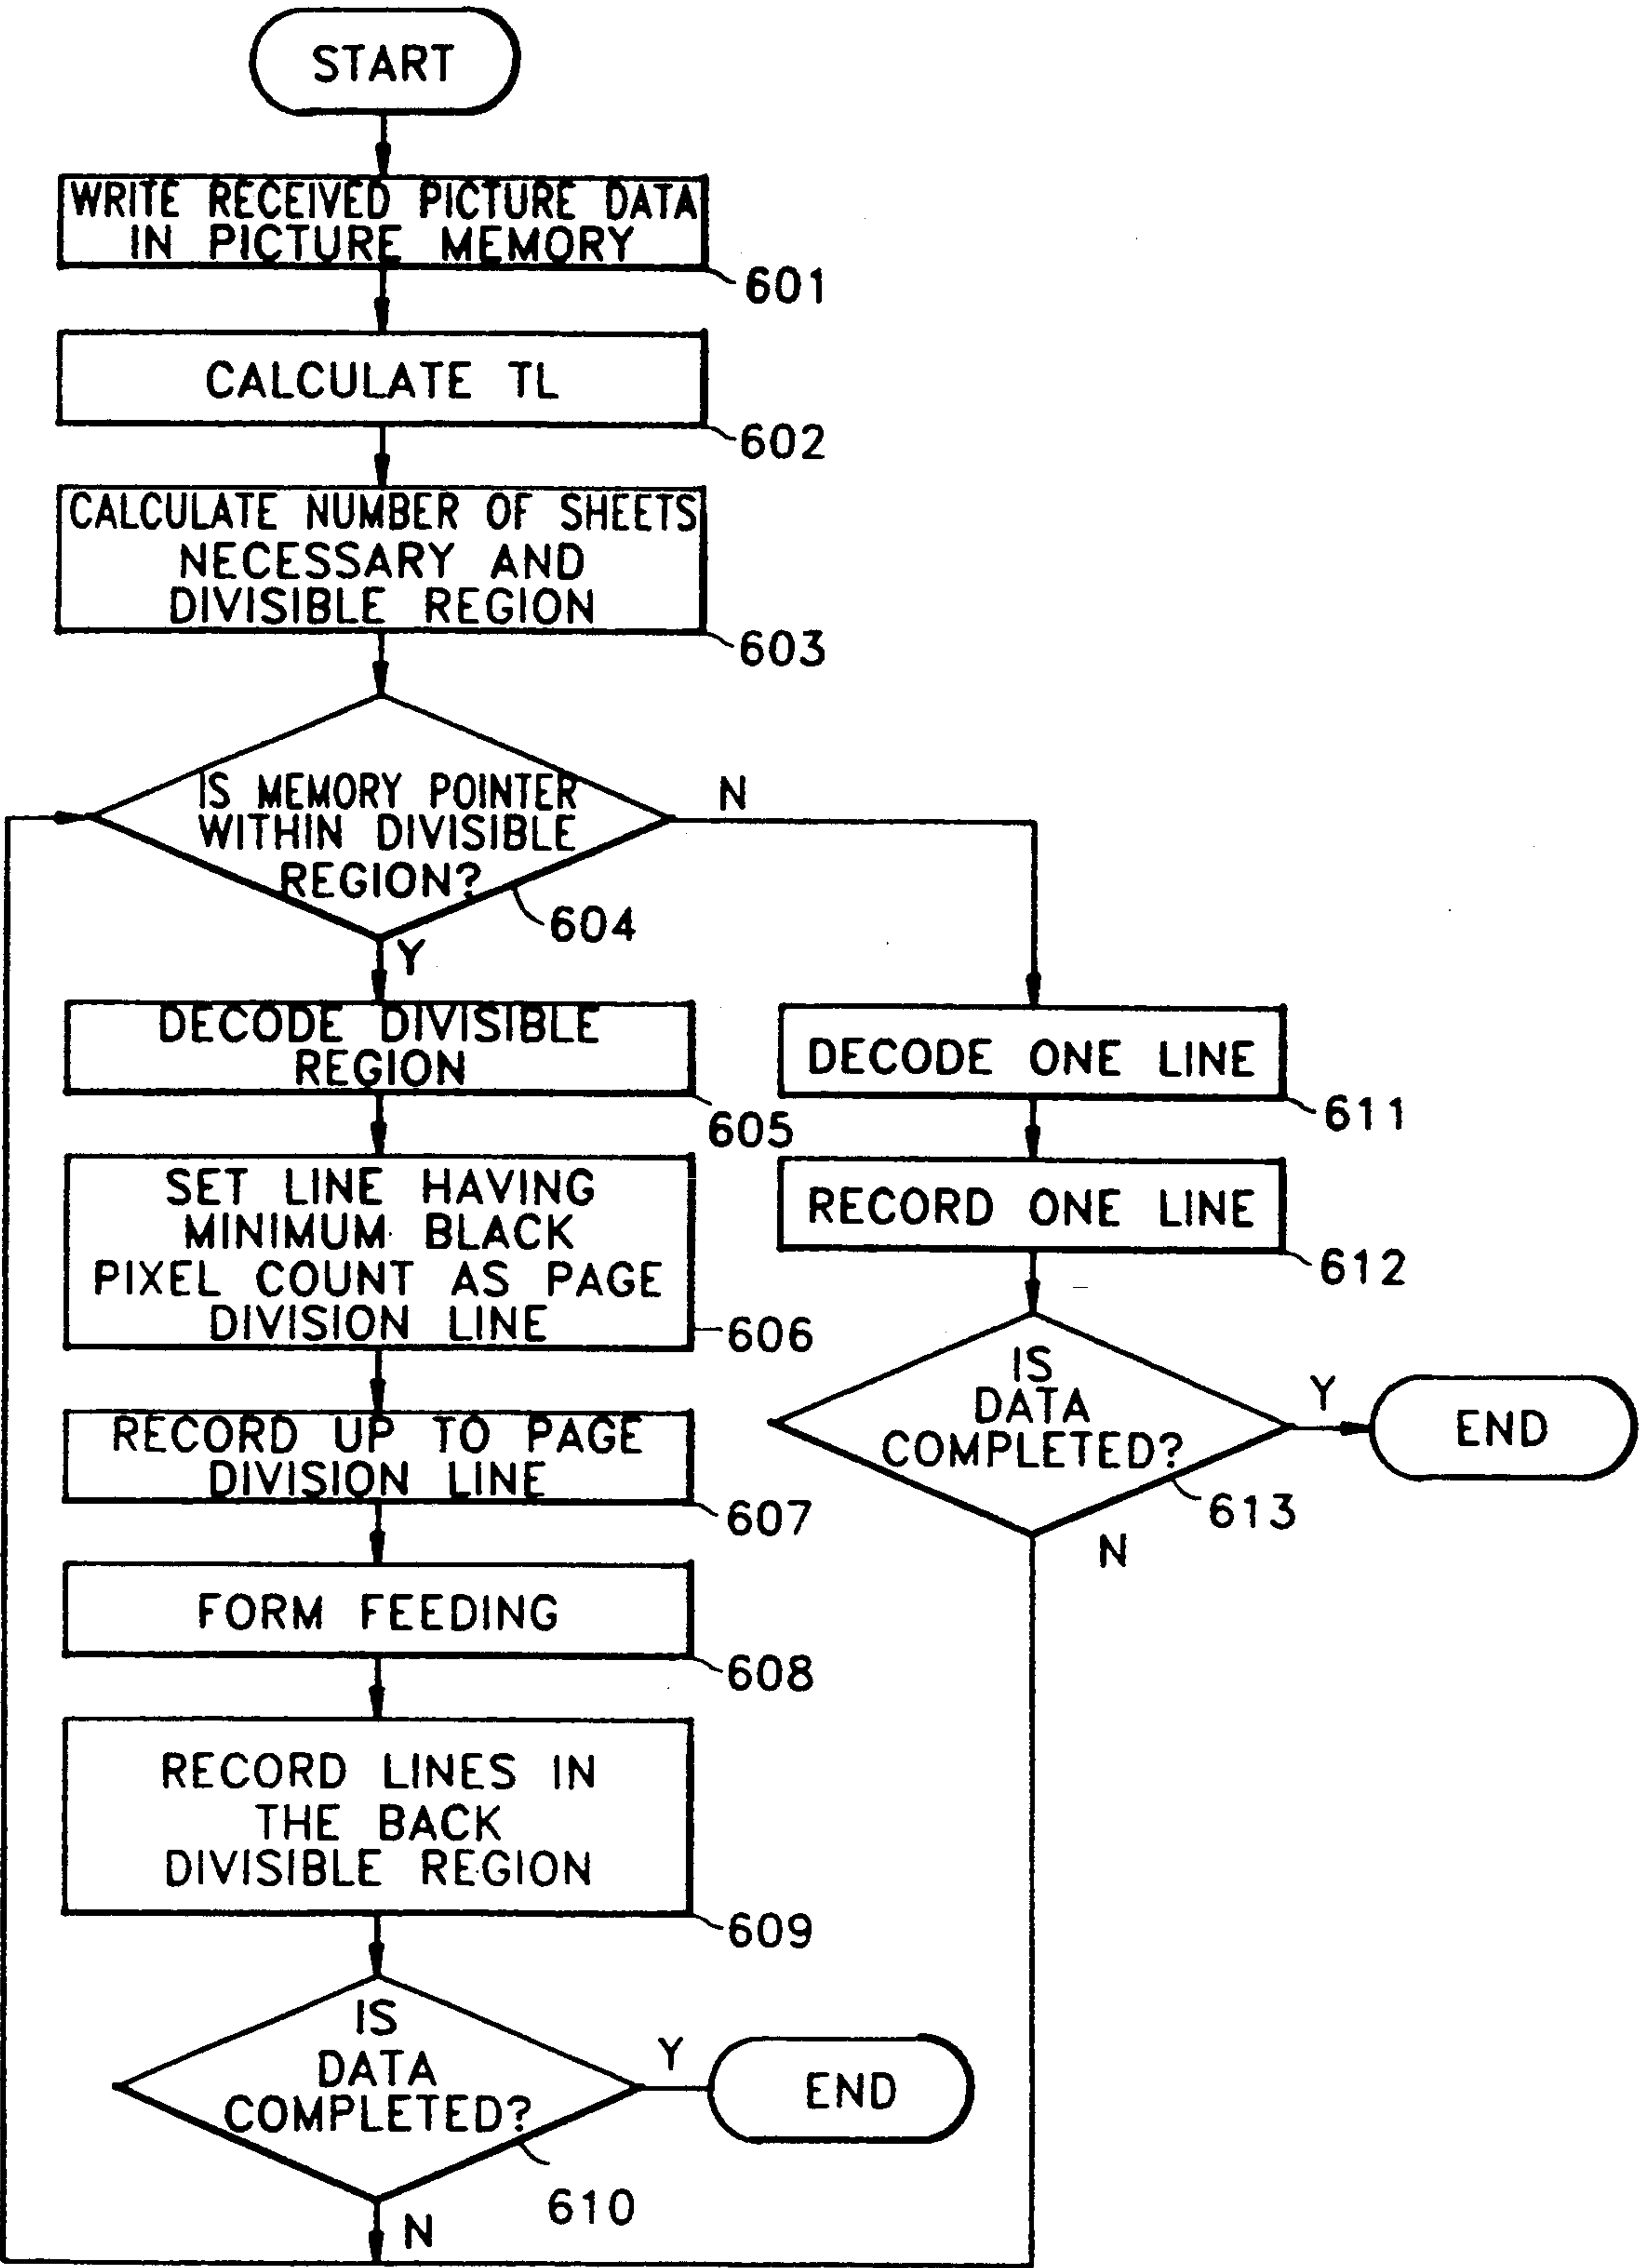 START
WRITE RECEIVED PICTURE DATA
IN PICTURE MEMORY
601
CALCULATE TL
602
CALCULATE NUMBER OF SHEETS
NECESSARY AND
DIVISIBLE REGION
603
IS MEMORY POINTER
WITHIN DIVISIBLE
REGION?
604
N
Y
DECODE DIVISIBLE
REGION
605
SET LINE HAVING
MINIMUM BLACK
PIXEL COUNT AS PAGE
DIVISION LINE
606
RECORD UP TO PAGE
DIVISION LINE
607
FORM FEEDING
608
RECORD LINES IN
THE BACK
DIVISIBLE REGION
609
IS
DATA
COMPLETED?
610
Y
END
N
DECODE ONE LINE
611
RECORD ONE LINE
612
IS
DATA
COMPLETED?
613
Y
END
N